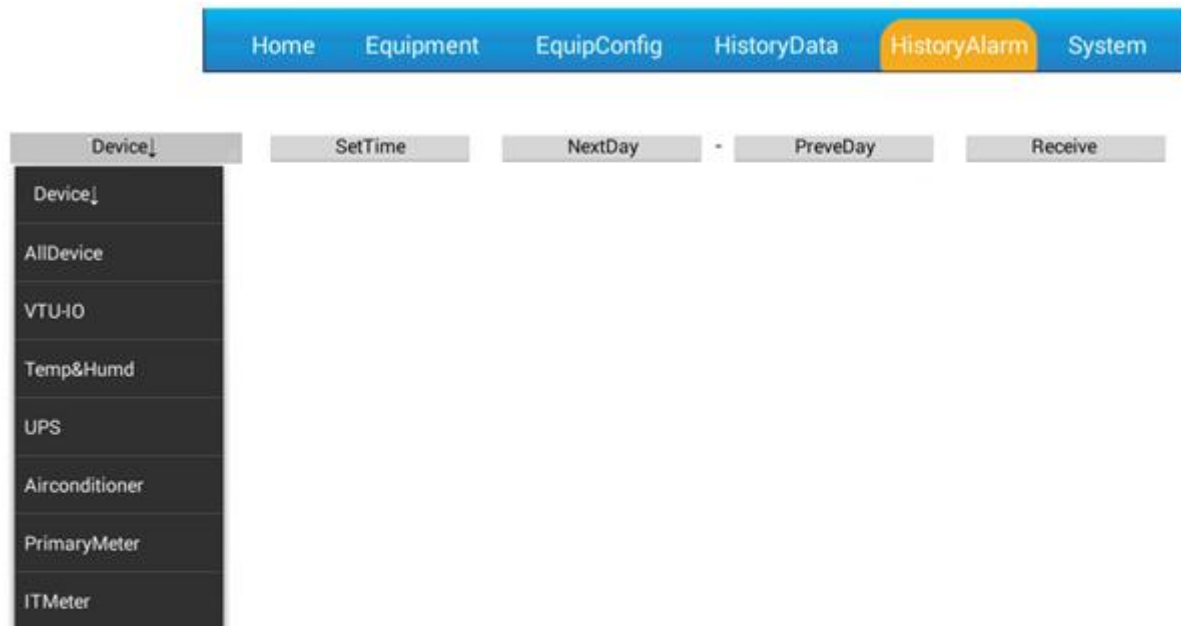 Home Equipment EquipConfig HistoryData HistoryAlarm System
Device↓ SetTime NextDay - PreveDay Receive
Device↓
AllDevice
VTU-IO
Temp&Humd
UPS
Airconditioner
PrimaryMeter
ITMeter